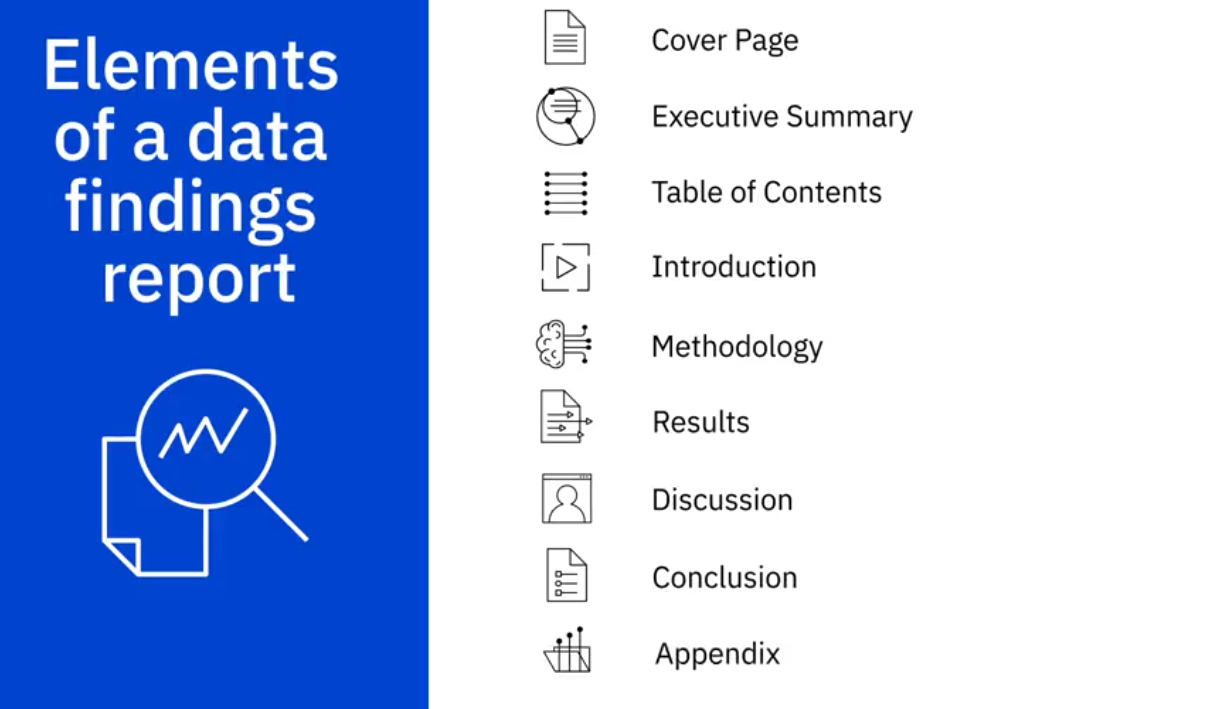 Elements
of a data
findings
report
Cover Page
Executive Summary
Table of Contents
Introduction
Methodology
Results
Discussion
Conclusion
Appendix